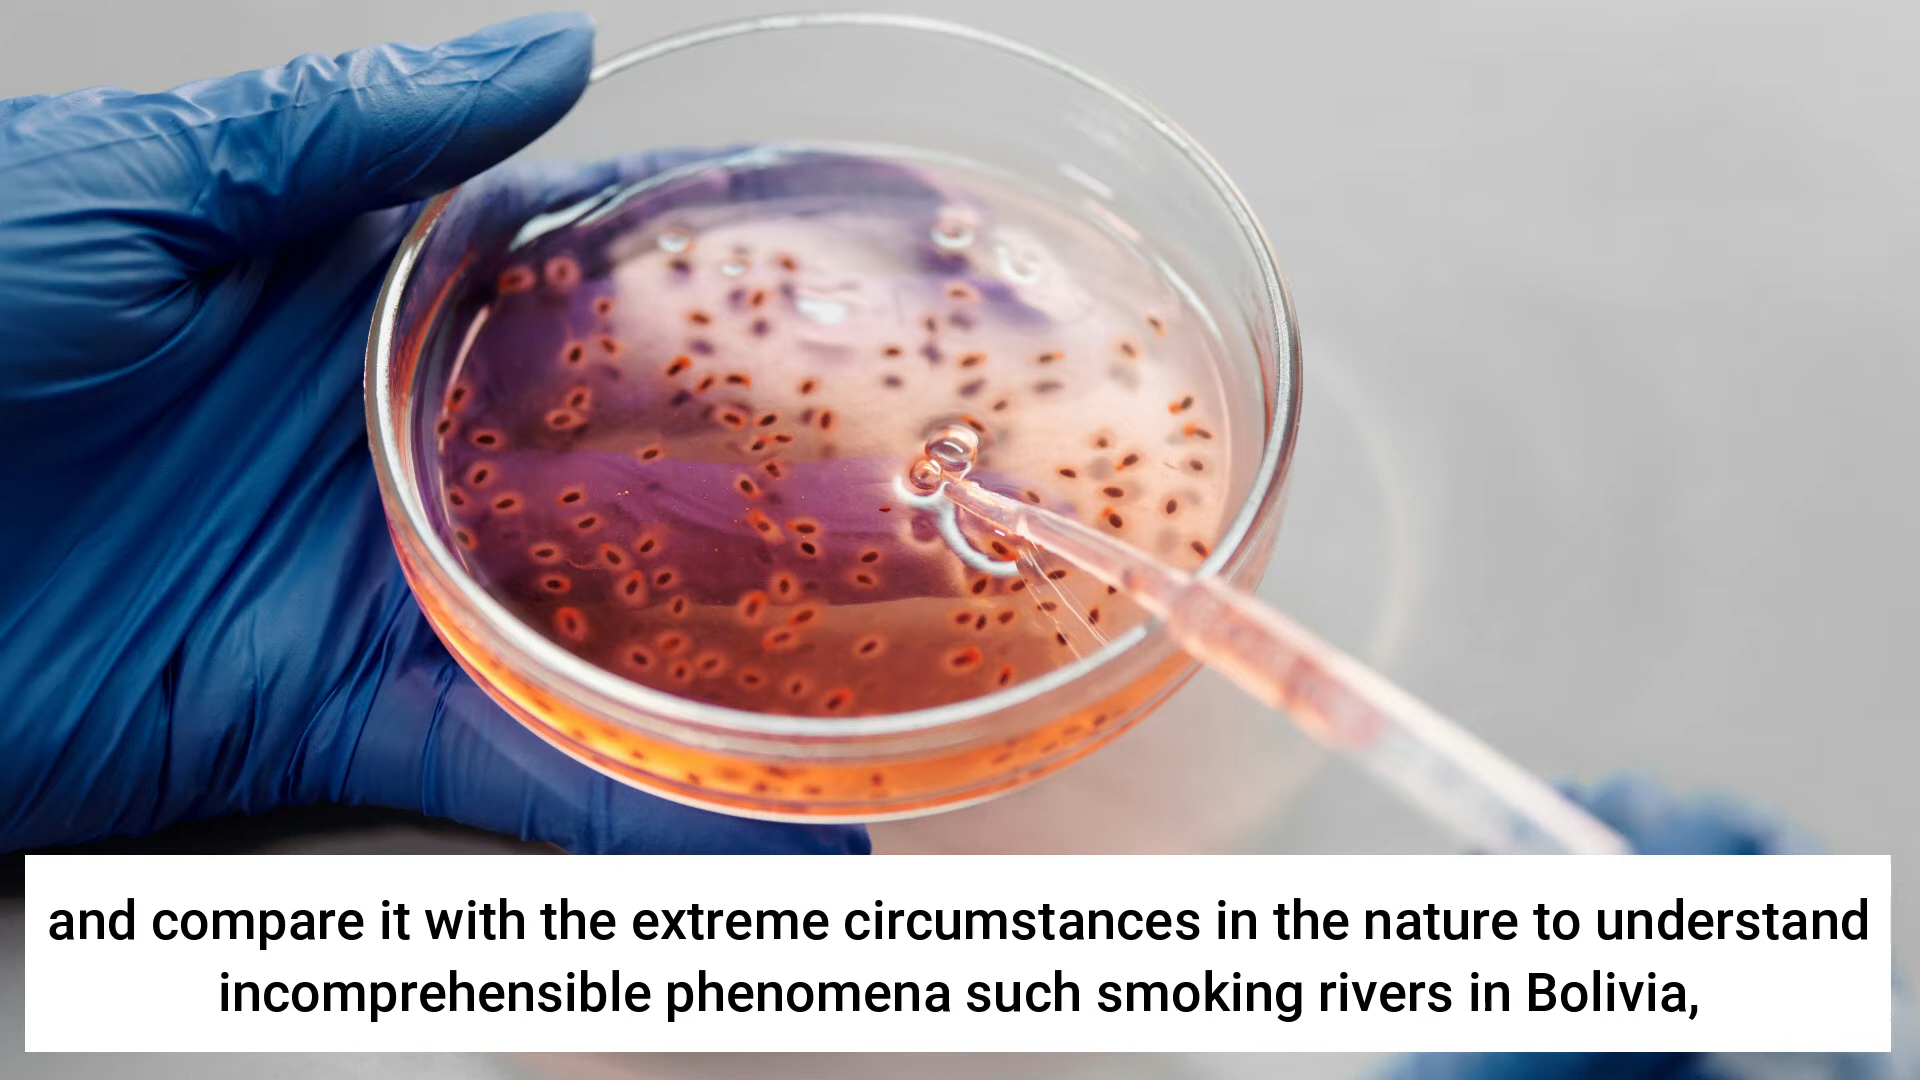 and compare it with the extreme circumstances in the nature to understand
incomprehensible phenomena such smoking rivers in Bolivia,